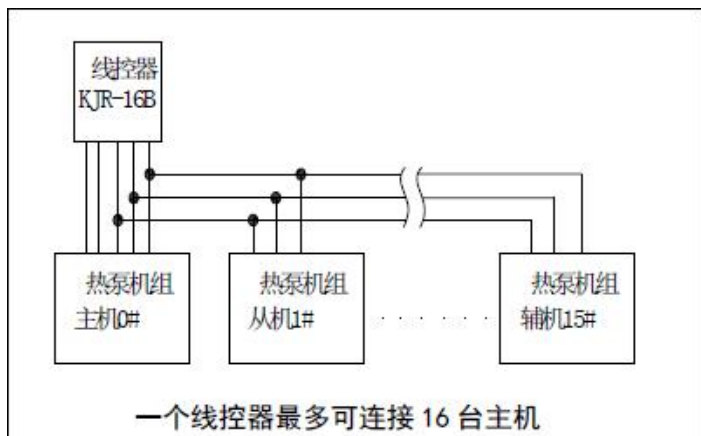 线控器
KJR-16B
热泵机组
主机0#
热泵机组
从机1#
热泵机组
辅机15#
一个线控器最多可连接 16 台主机